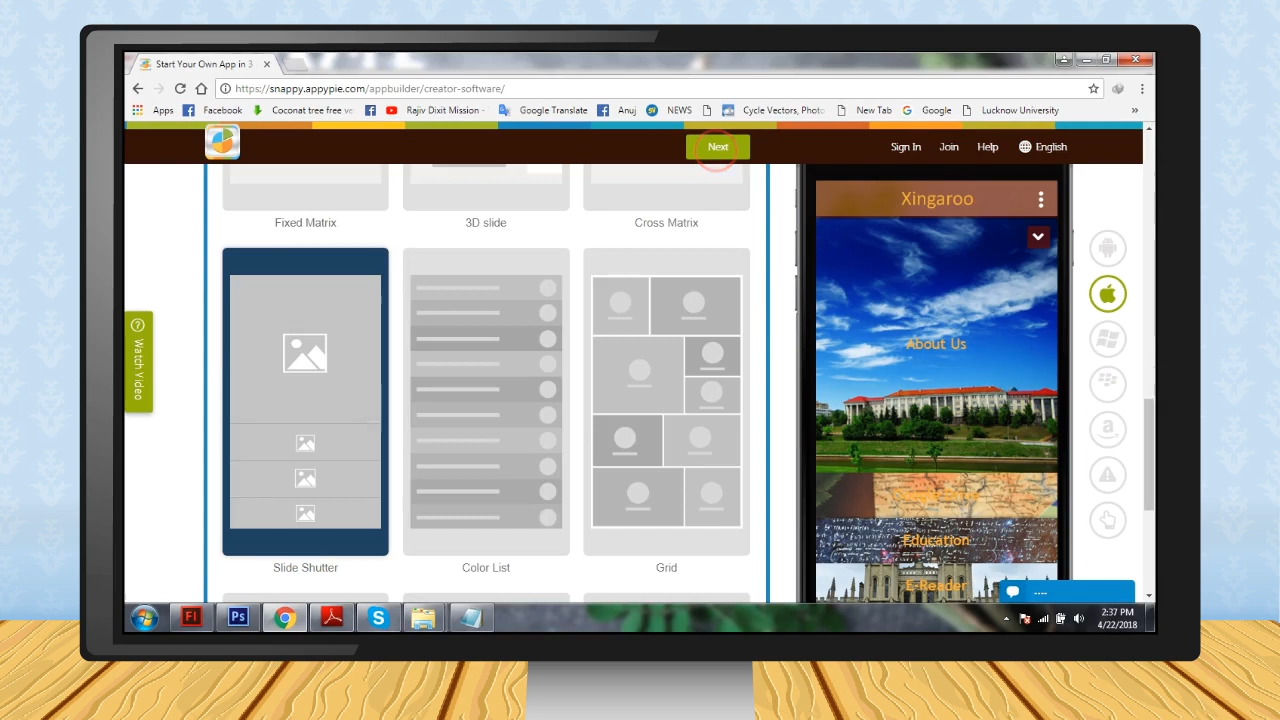 Start Your Own App in 3
https://snappy.appypie.com/appbuilder/creator-software/
Apps Facebook Coconat tree free ve Rajiv Dixit Mission - Google Translate Anuj NEWS Cycle Vectors, Photo New Tab Google Lucknow University »
Next Sign In Join Help English
Fixed Matrix 3D slide Cross Matrix
Xingaroo
Watch Video
About Us
Education
E-Reader
Slide Shutter Color List Grid
----
Fl Ps
2:37 PM
4/22/2018